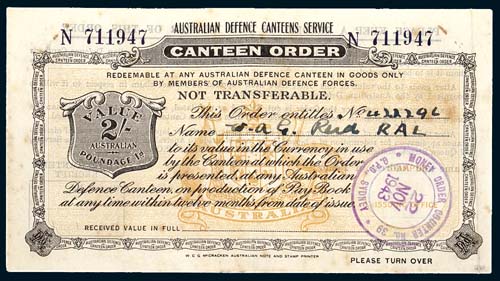 AUSTRALIAN DEFENCE CANTEENS SERVICE
N 711947 N 711947
CANTEEN ORDER
REDEEMABLE AT ANY AUSTRALIAN DEFENCE CANTEEN IN GOODS ONLY
BY MEMBERS OF AUSTRALIAN DEFENCE FORCES.
NOT TRANSFERABLE.
VALUE
2/-
AUSTRALIAN
POUNDAGE 1d
This Order entitles No
Name
to its value in the Currency in use
by the Canteen at which the Order
is presented, at any Australian
Defence Canteen, on production of Pay Book
at any time within twelve months from date of issue.
AUSTRALIA
RECEIVED VALUE IN FULL
MONEY ORDER
22
NOV
1943
W C G McCRACKEN AUSTRALIAN NOTE AND STAMP PRINTER
PLEASE TURN OVER